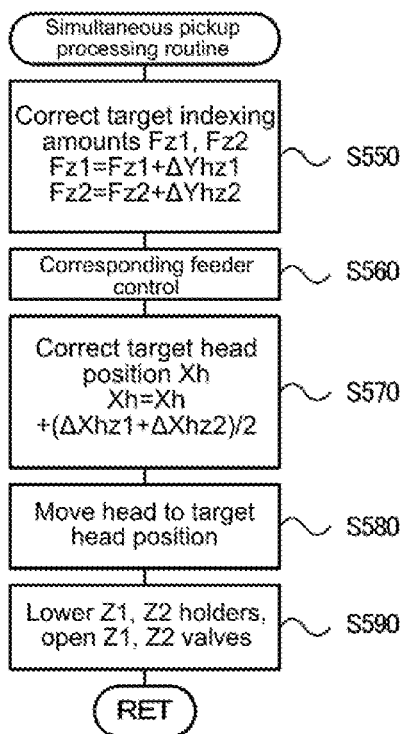 Simultaneous pickup
processing routine
Correct target indexing
amounts Fz1, Fz2
Fz1=Fz1+ΔYhz1
Fz2=Fz2+ΔYhz2
S550
Corresponding feeder
control
S560
Correct target head
position Xh
Xh=Xh
+(ΔXhz1+ΔXhz2)/2
S570
Move head to target
head position
S580
Lower Z1, Z2 holders,
open Z1, Z2 valves
S590
RET